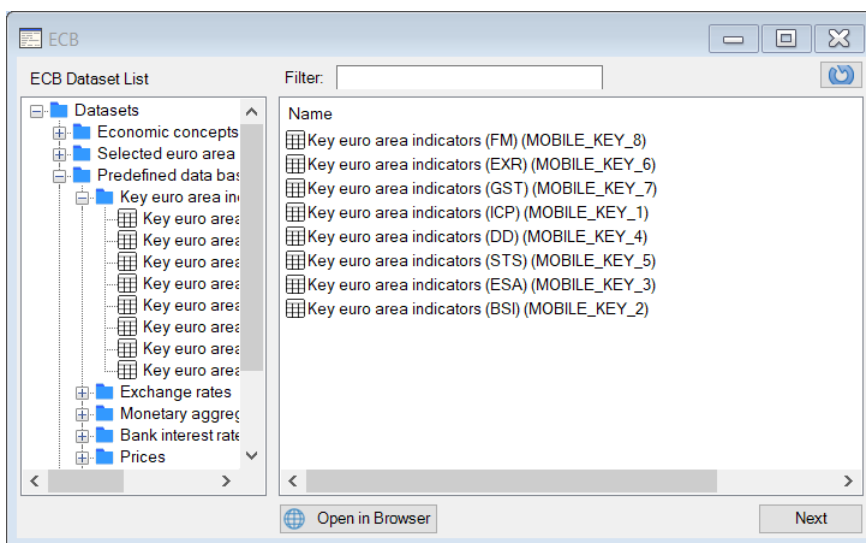 ECB
ECB Dataset List
Filter:
Datasets
Economic concepts
Selected euro area
Predefined data bas
Key euro area in
Key euro area
Key euro area
Key euro area
Key euro area
Key euro area
Key euro area
Key euro area
Key euro area
Exchange rates
Monetary aggreg
Bank interest rate
Prices
Name
Key euro area indicators (FM) (MOBILE_KEY_8)
Key euro area indicators (EXR) (MOBILE_KEY_6)
Key euro area indicators (GST) (MOBILE_KEY_7)
Key euro area indicators (ICP) (MOBILE_KEY_1)
Key euro area indicators (DD) (MOBILE_KEY_4)
Key euro area indicators (STS) (MOBILE_KEY_5)
Key euro area indicators (ESA) (MOBILE_KEY_3)
Key euro area indicators (BSI) (MOBILE_KEY_2)
Open in Browser
Next